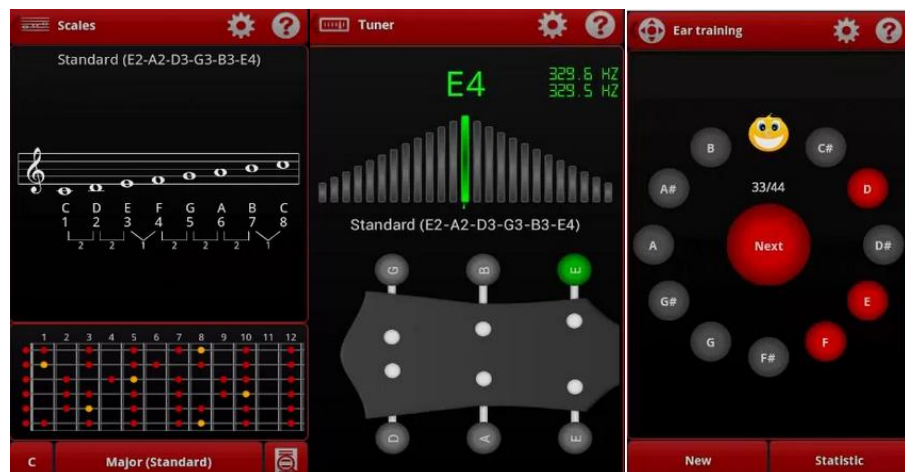 Scales
?
Standard (E2-A2-D3-G3-B3-E4)
C D E F G A B C
1 2 3 4 5 6 7 8
2 2 1 2 2 2 1
1 2 3 4 5 6 7 8 9 10 11 12
C
Major (Standard)
Tuner
?
E4
329.6 HZ
329.5 HZ
Standard (E2-A2-D3-G3-B3-E4)
G B E
D A E
Ear training
?
B
C#
A#
33/44
D
A
Next
D#
G#
E
G
F
F#
New
Statistic